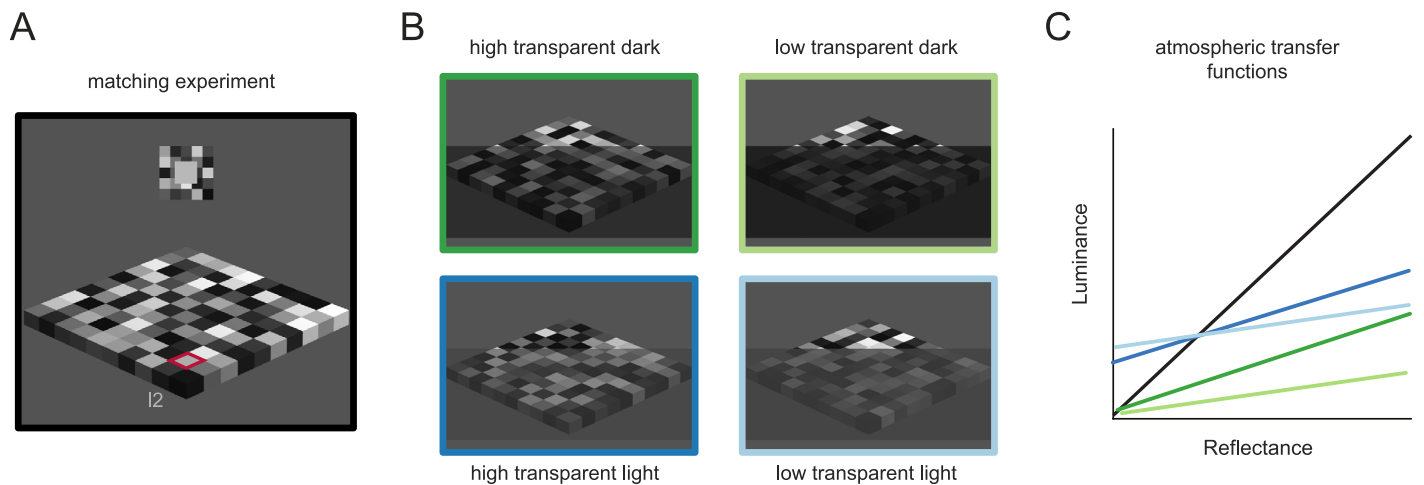 A
matching experiment
I2
B
high transparent dark
low transparent dark
high transparent light
low transparent light
C
atmospheric transfer
functions
Luminance
Reflectance